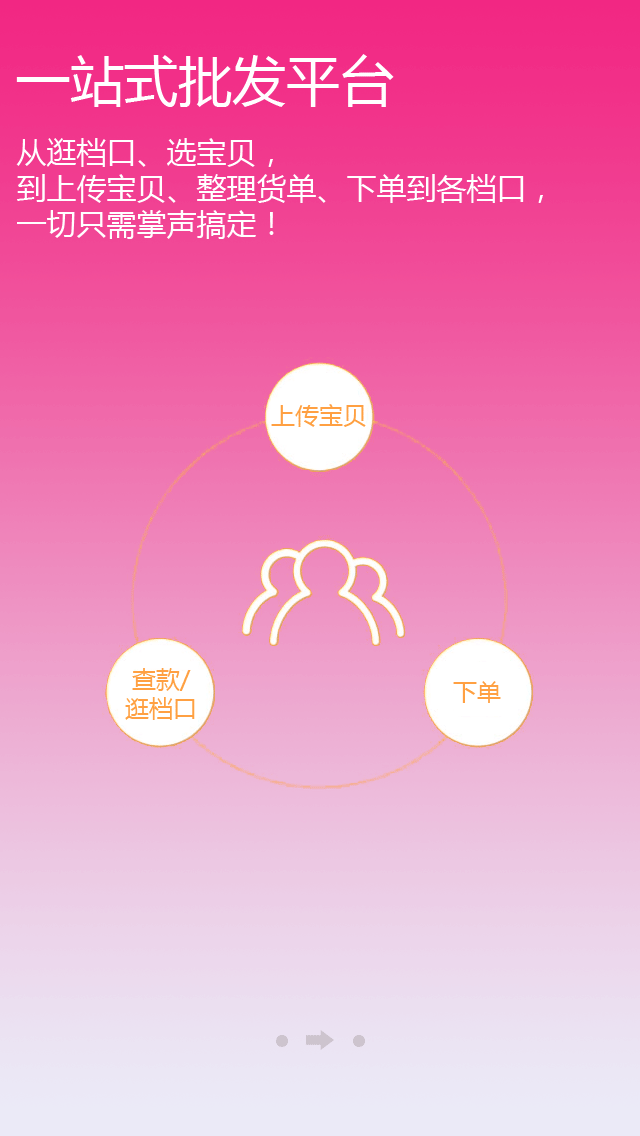 一站式批发平台
从逛档口、选宝贝，
到上传宝贝、整理货单、下单到各档口，
一切只需掌声搞定！
上传宝贝
查款/
逛档口
下单